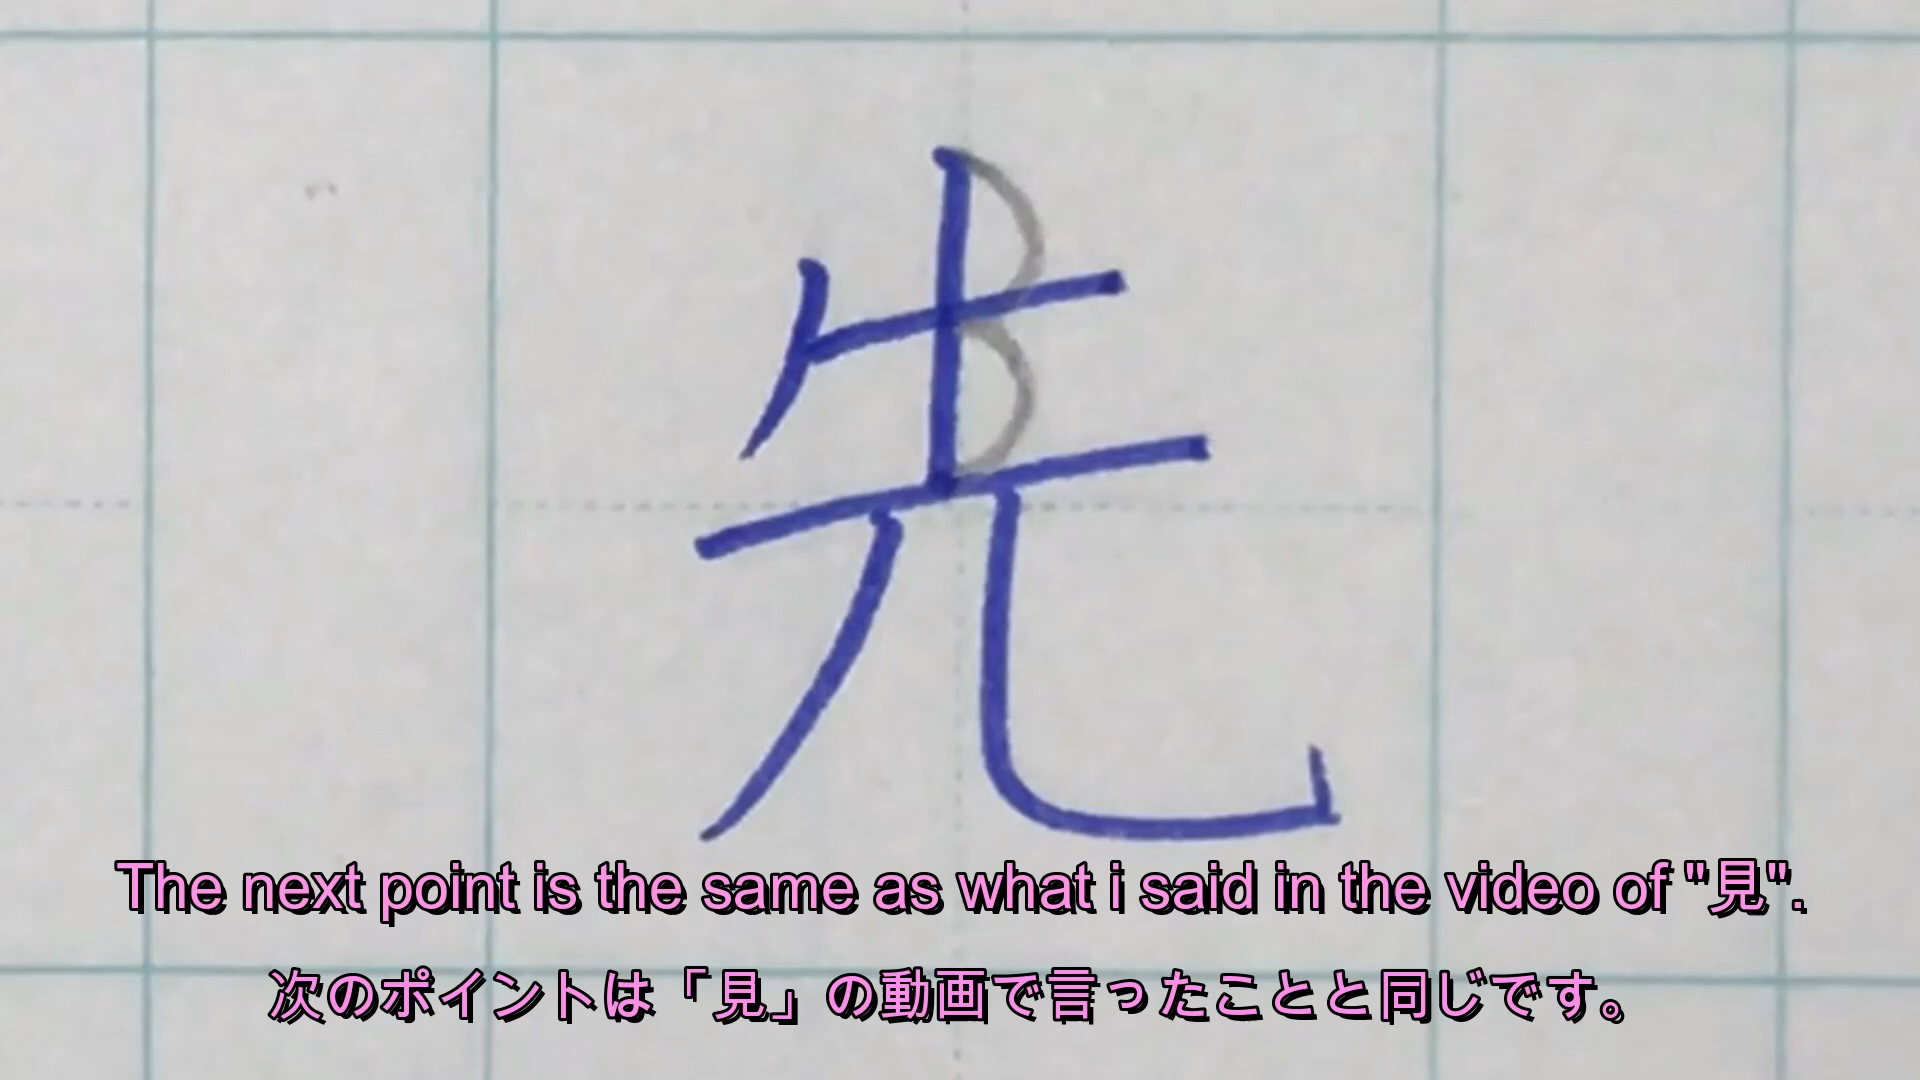 先
The next point is the same as what i said in the video of "見".
次のポイントは「見」の動画で言ったことと同じです。